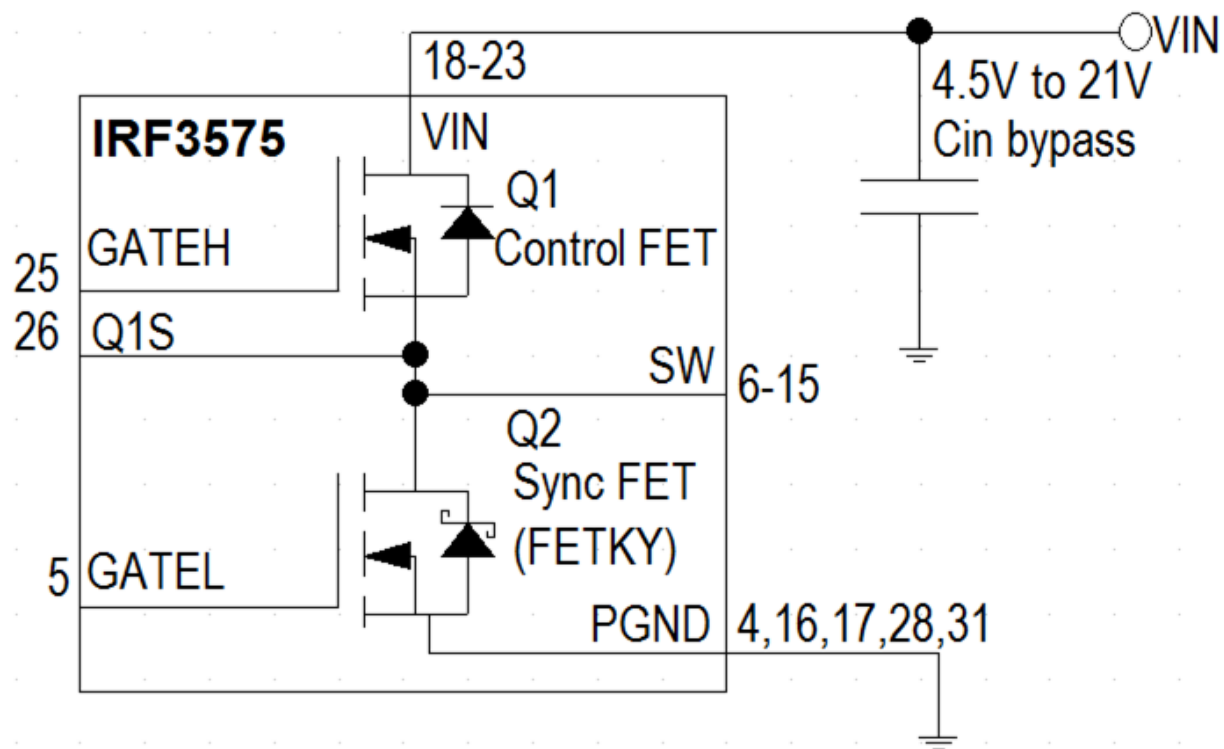 VIN
18-23
4.5V to 21V
Cin bypass
IRF3575
VIN
Q1
Control FET
GATEH
25
26
Q1S
SW
6-15
Q2
Sync FET
(FETKY)
5
GATEL
PGND
4,16,17,28,31